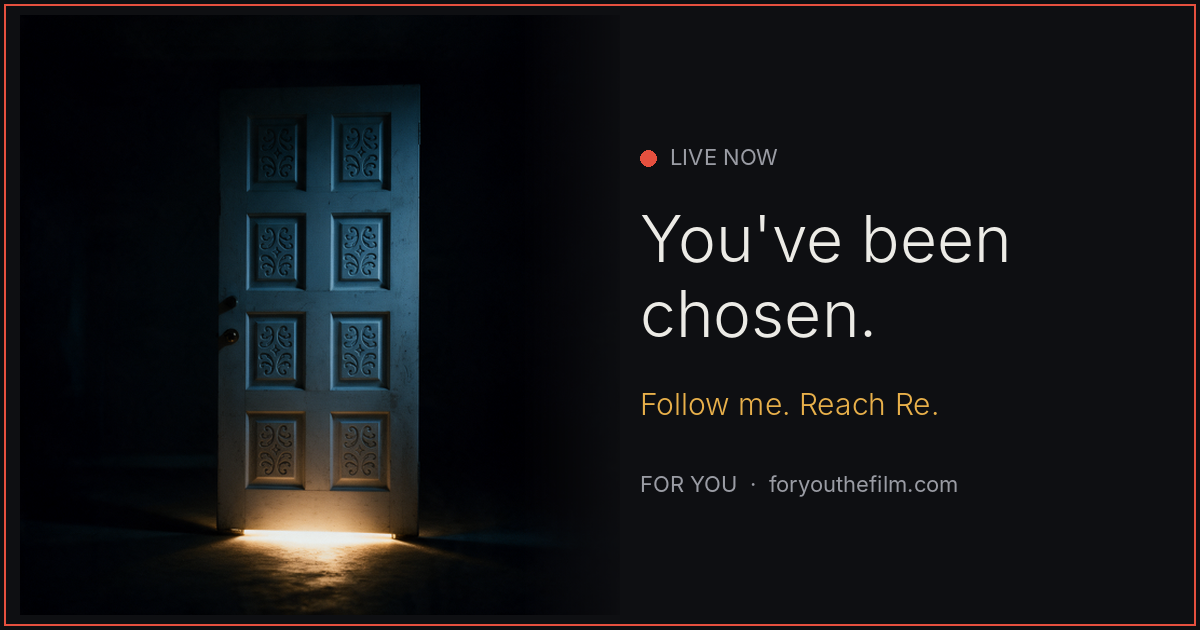 LIVE NOW
You've been
chosen.
Follow me. Reach Re.
FOR YOU · foryouthefilm.com